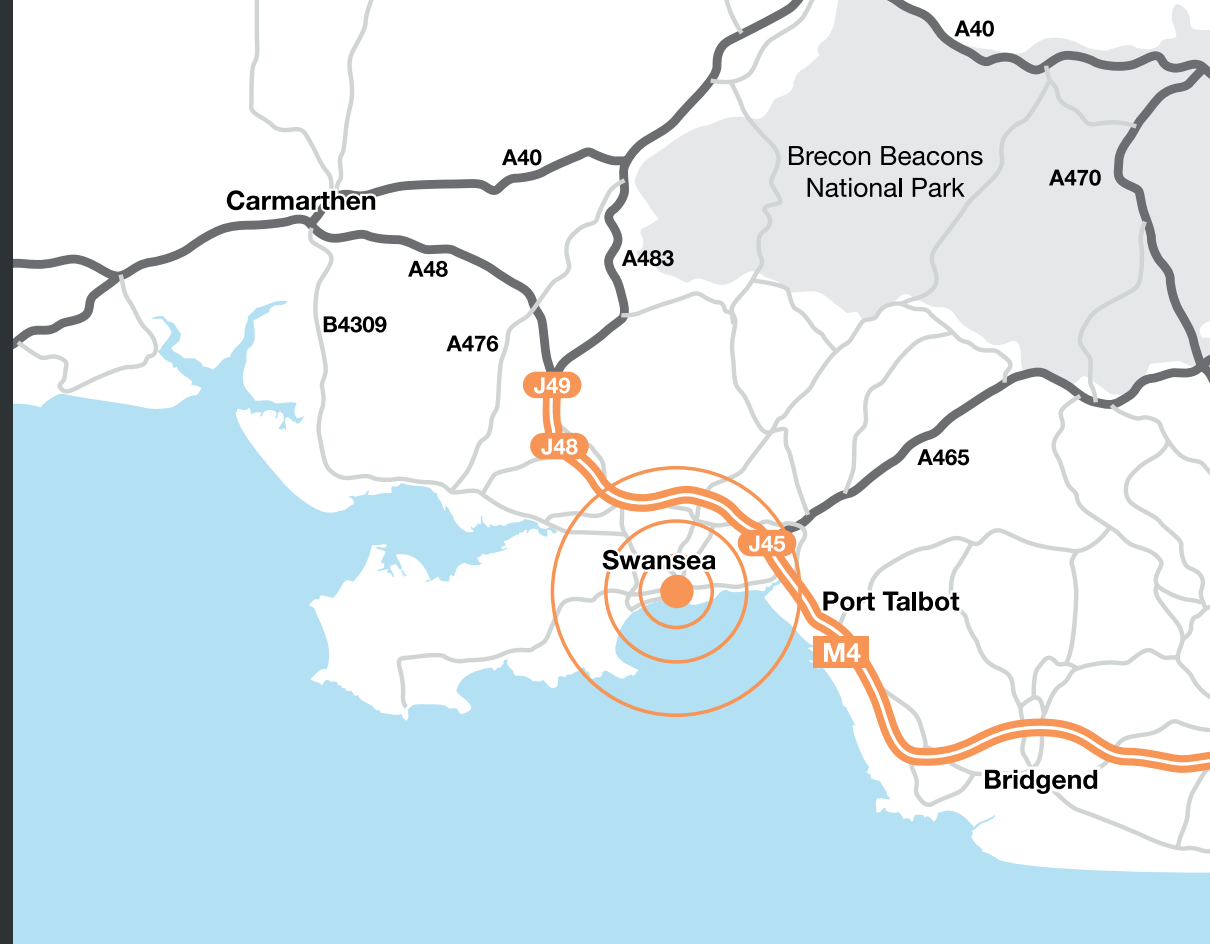 A40
A40
Brecon Beacons
National Park
A470
Carmarthen
A483
A48
B4309
A476
J49
J48
A465
J45
Swansea
Port Talbot
M4
Bridgend